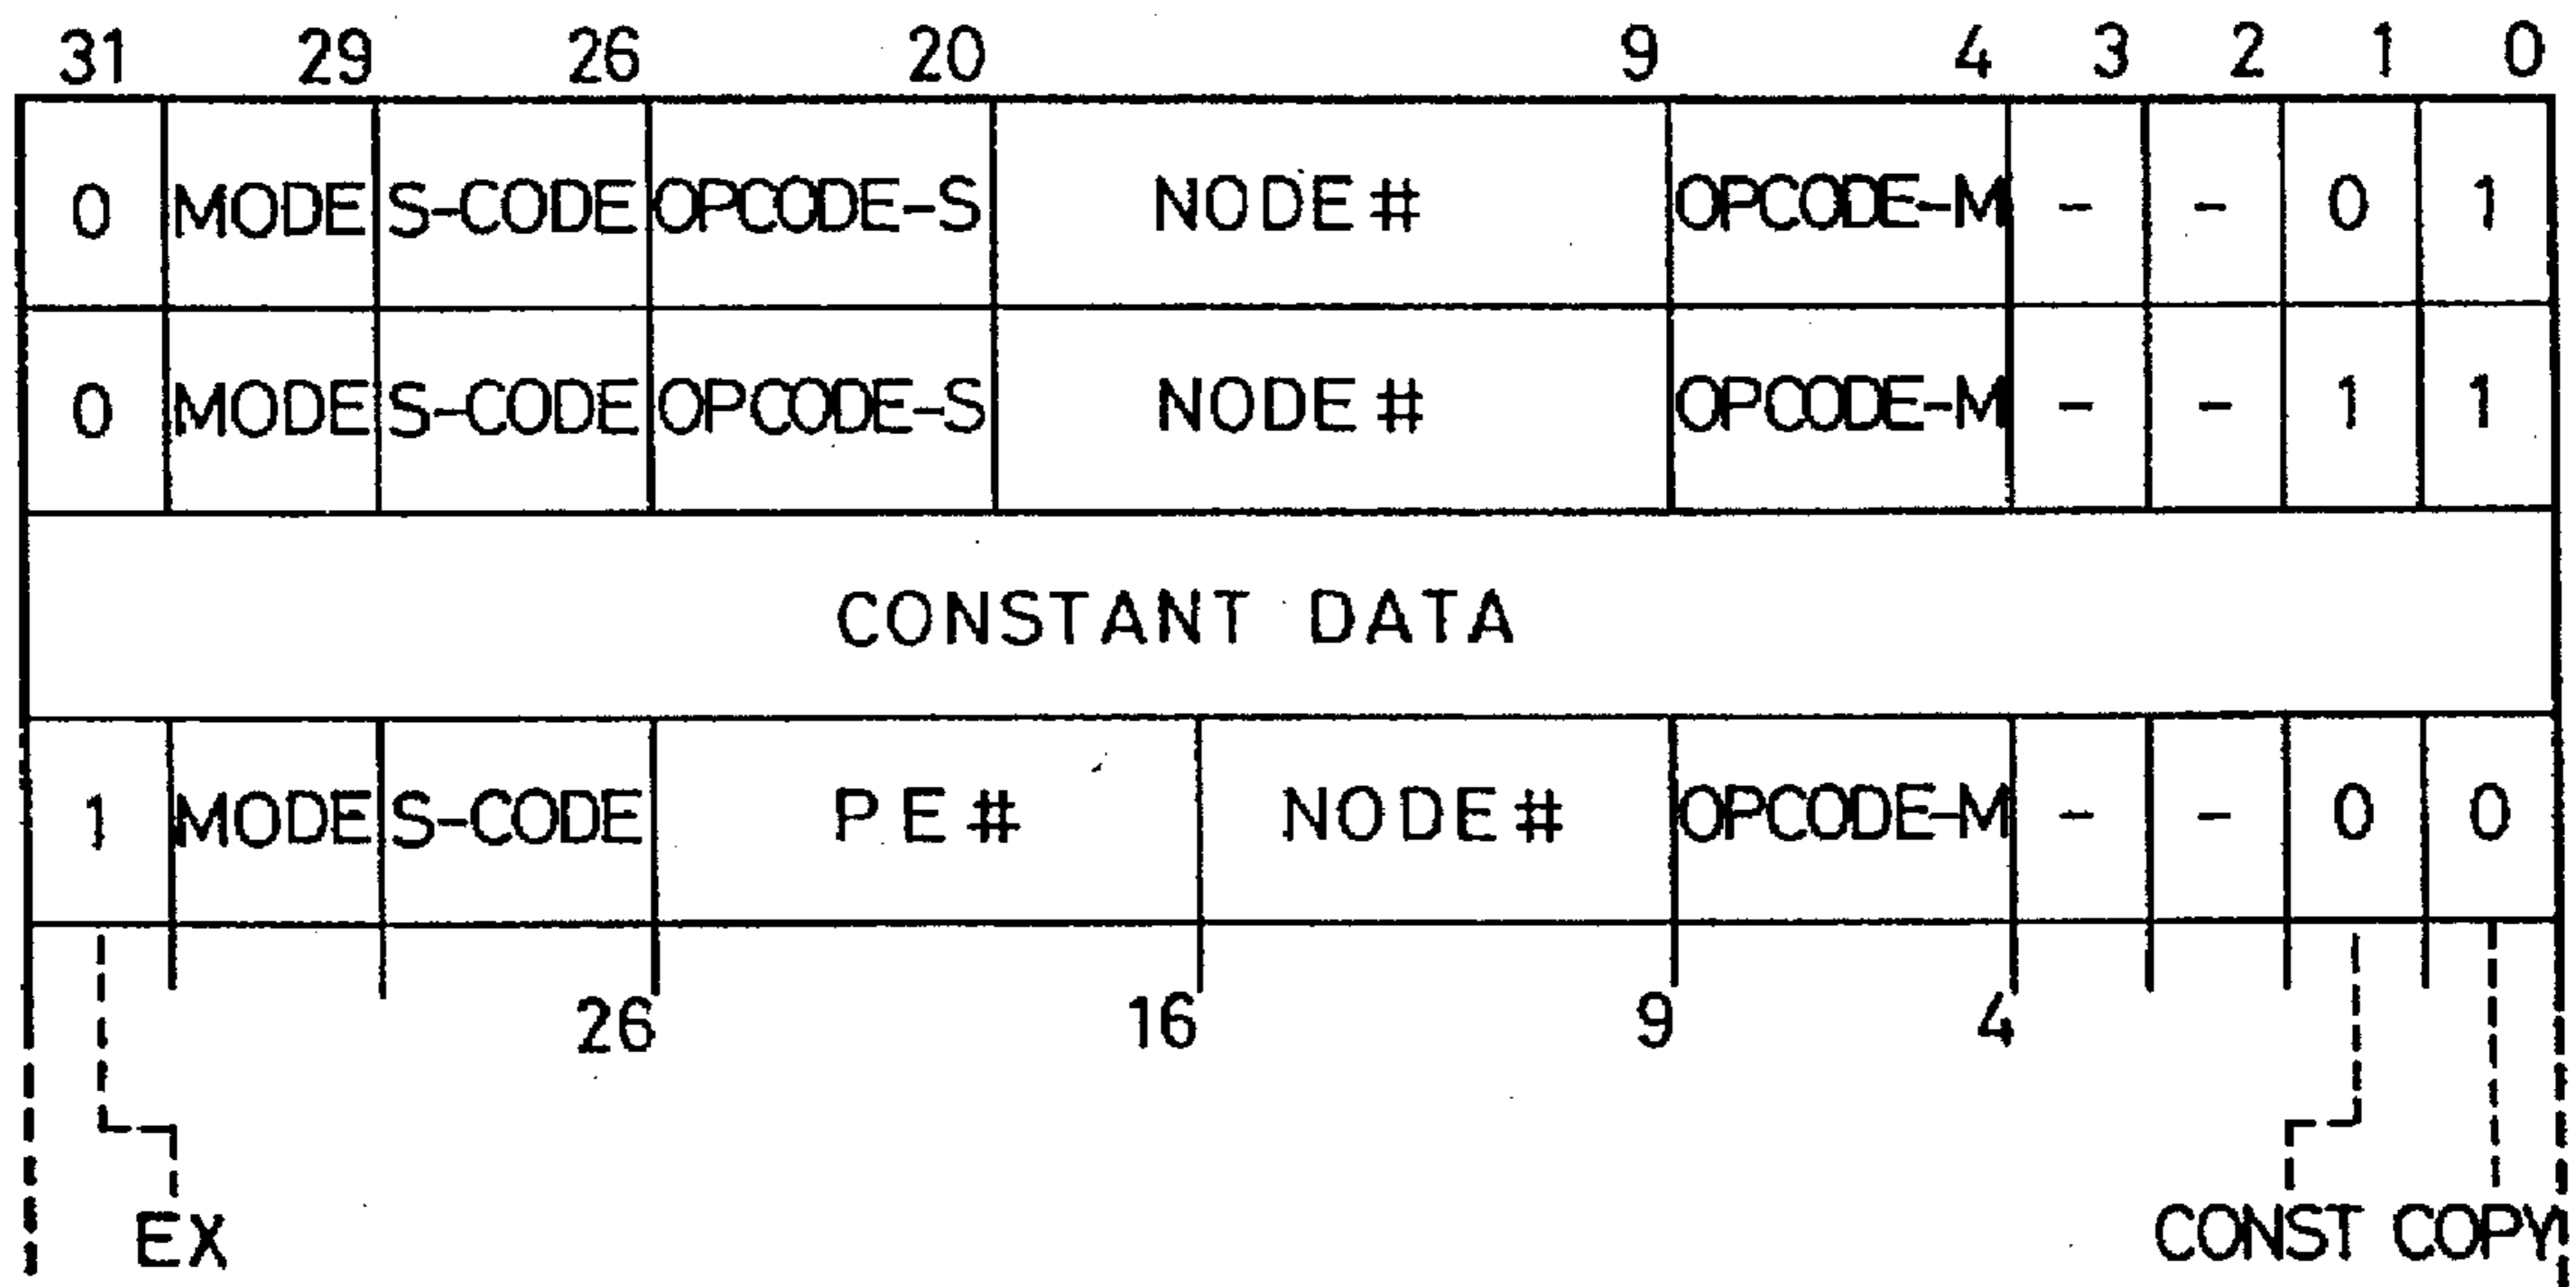 31 29 26 20 9 4 3 2 1 0
0 MODE S-CODE OPCODE-S NODE# OPCODE-M - - 0 1
0 MODE S-CODE OPCODE-S NODE# OPCODE-M - - 1 1
CONSTANT DATA
1 MODE S-CODE PE# NODE# OPCODE-M - - 0 0
26 16 9 4
EX CONST COPY